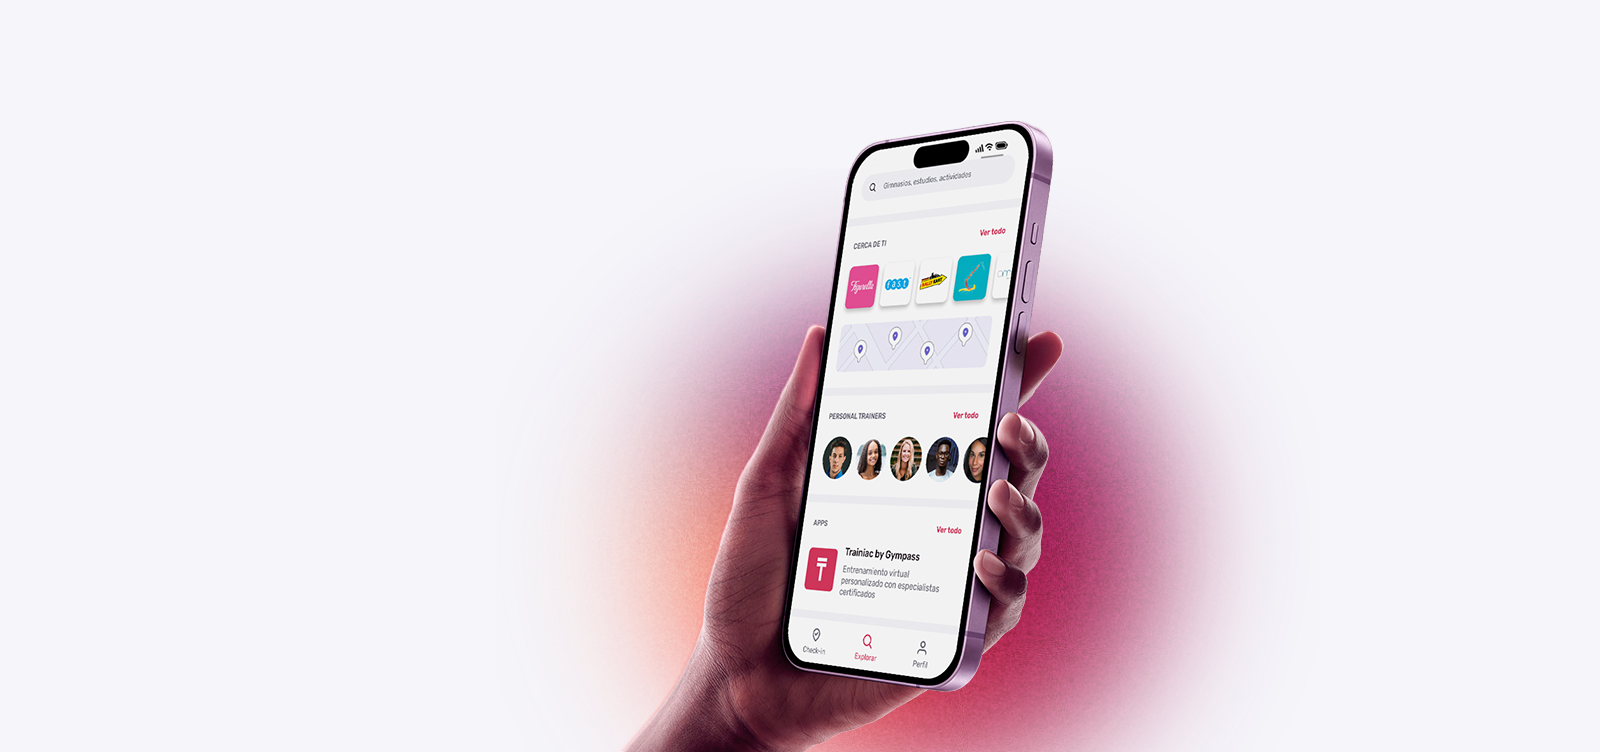 Gimnasios, estudios, actividades
CERCA DE TI
Ver todo
EASE
PERSONAL TRAINERS
Ver todo
APPS
Ver todo
Trainiac by Gympass
Entrenamiento virtual
personalizado con especialistas
certificados
Check-in
Explorar
Perfil